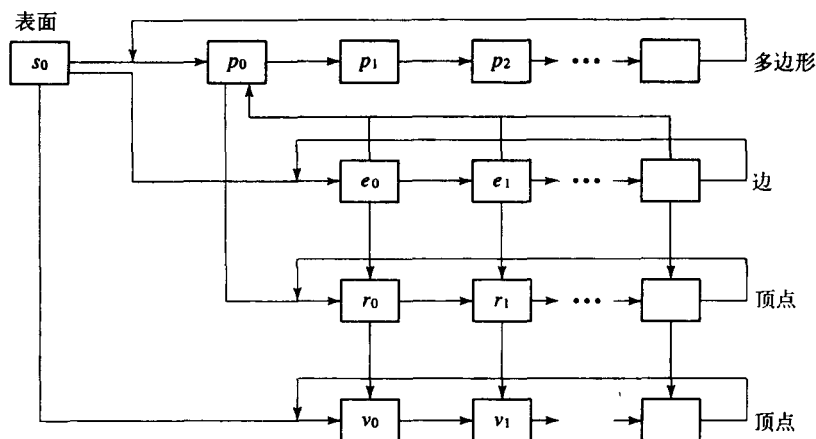 表面
s₀ p₀ p₁ p₂ ··· 多边形
e₀ e₁ ··· 边
r₀ r₁ ··· 顶点
v₀ v₁ 顶点